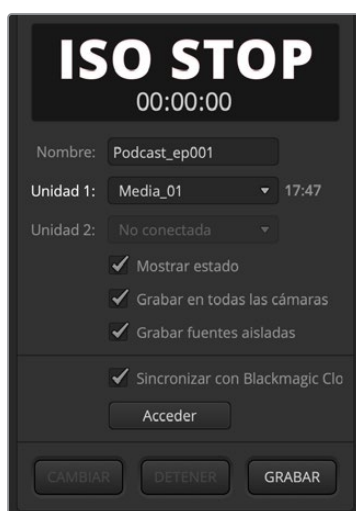 ISO STOP
00:00:00
Nombre: Podcast_ep001
Unidad 1: Media_01 17:47
Unidad 2: No conectada
Mostrar estado
Grabar en todas las cámaras
Grabar fuentes aisladas
Sincronizar con Blackmagic Clo
Acceder
CAMBIAR DETENER GRABAR